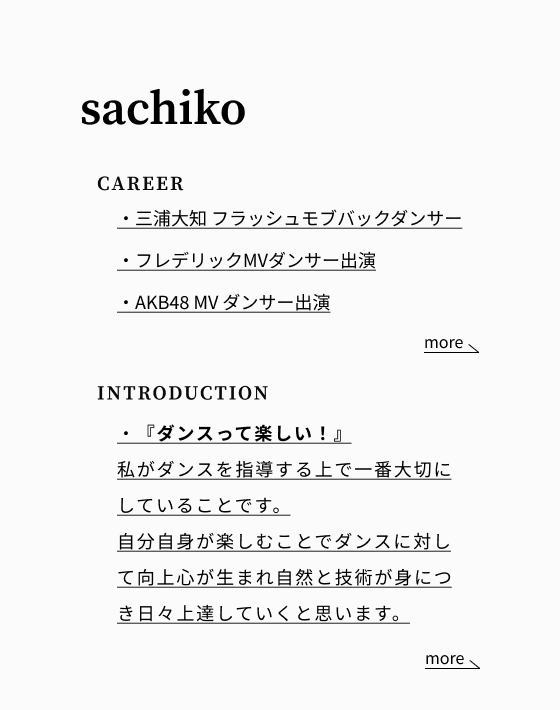 sachiko
CAREER
・三浦大知 フラッシュモブバックダンサー
・フレデリックMVダンサー出演
・AKB48 MV ダンサー出演
more
INTRODUCTION
・『ダンスって楽しい！』
私がダンスを指導する上で一番大切に
していることです。
自分自身が楽しむことでダンスに対し
て向上心が生まれ自然と技術が身につ
き日々上達していくと思います。
more